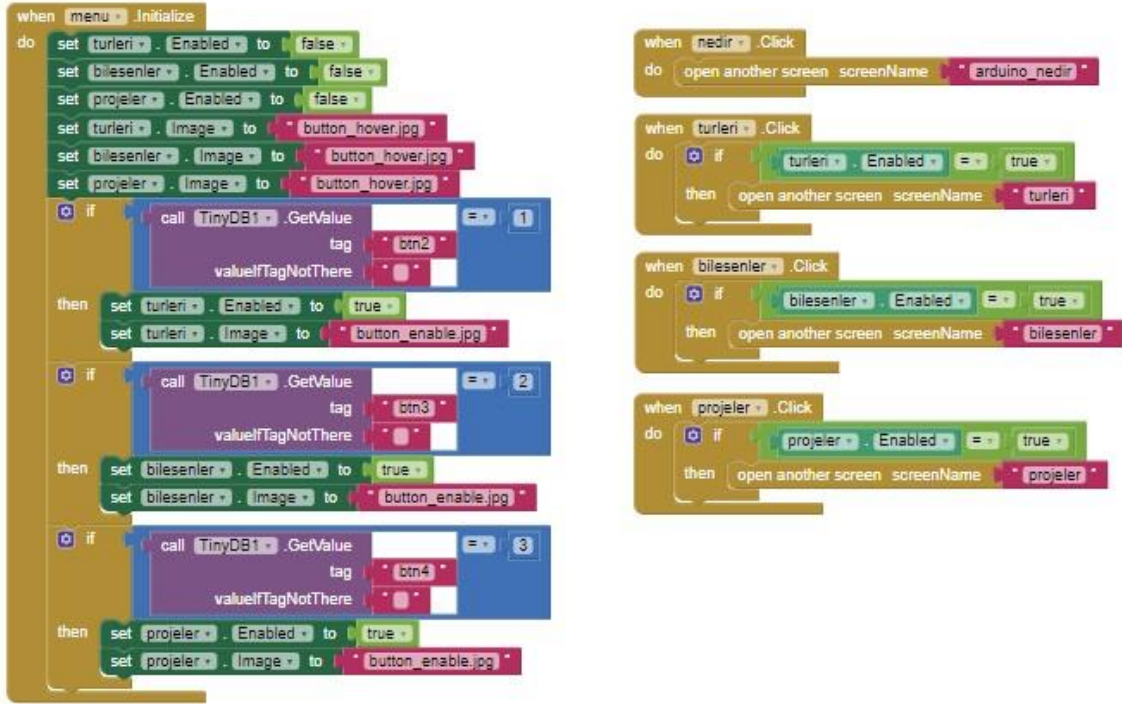 when menu .Initialize
do set turleri . Enabled to false
set bilesenler . Enabled to false
set projeler . Enabled to false
set turleri . Image to " button_hover.jpg "
set bilesenler . Image to " button_hover.jpg "
set projeler . Image to " button_hover.jpg "
if call TinyDB1 .GetValue = 1
tag " btn2 "
valueIfTagNotThere " "
then set turleri . Enabled to true
set turleri . Image to " button_enable.jpg "
if call TinyDB1 .GetValue = 2
tag " btn3 "
valueIfTagNotThere " "
then set bilesenler . Enabled to true
set bilesenler . Image to " button_enable.jpg "
if call TinyDB1 .GetValue = 3
tag " btn4 "
valueIfTagNotThere " "
then set projeler . Enabled to true
set projeler . Image to " button_enable.jpg "
when nedir .Click
do open another screen screenName " arduino_nedir "
when turleri .Click
do if turleri . Enabled = true
then open another screen screenName " turleri "
when bilesenler .Click
do if bilesenler . Enabled = true
then open another screen screenName " bilesenler "
when projeler .Click
do if projeler . Enabled = true
then open another screen screenName " projeler "